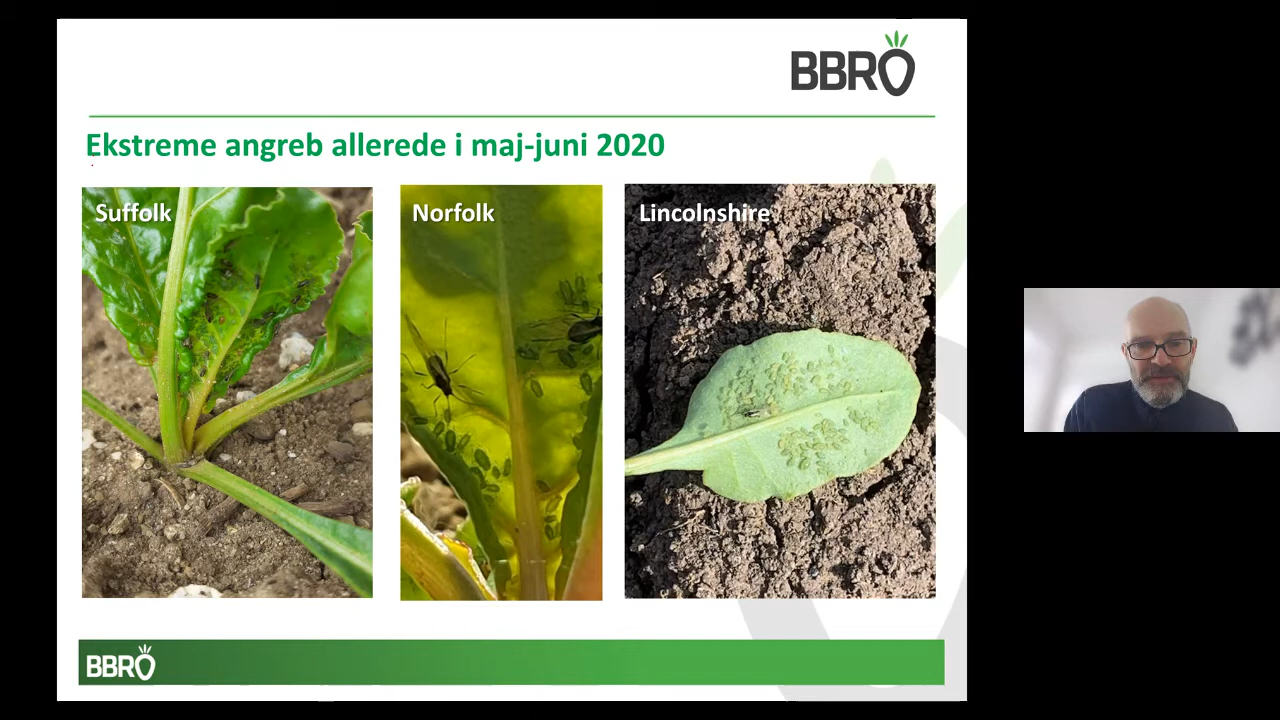 BBRO
Ekstreme angreb allerede i maj-juni 2020
Suffolk
Norfolk
Lincolnshire
BBRO